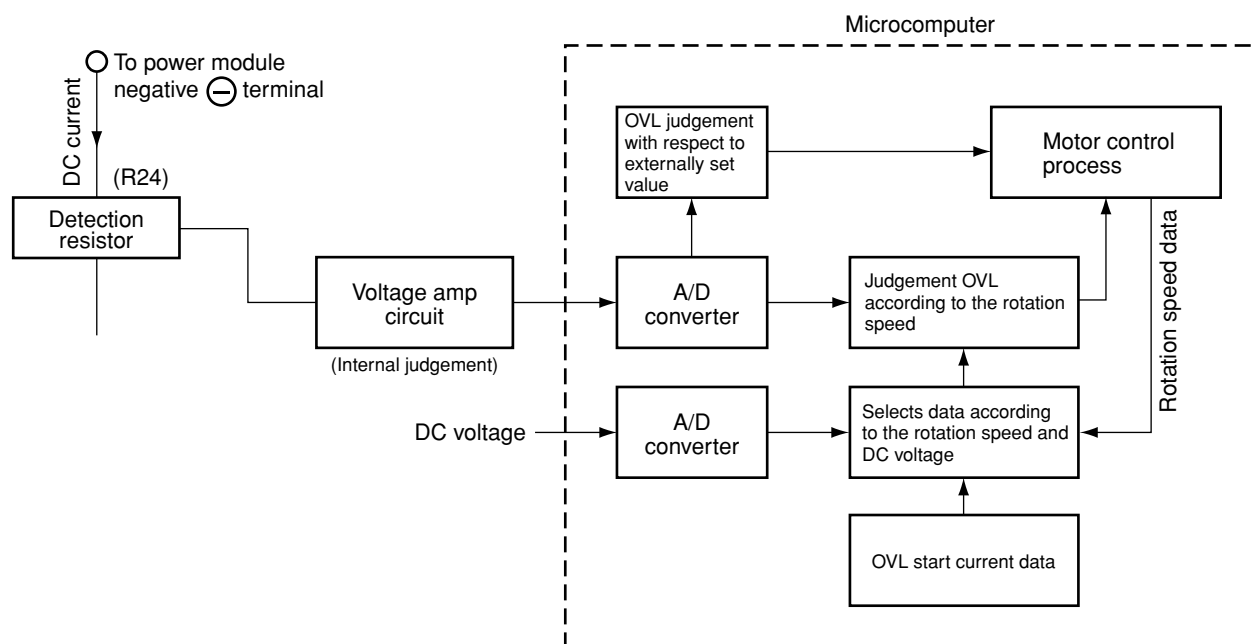 Microcomputer
To power module
negative ⊖ terminal
DC current
(R24)
Detection
resistor
Voltage amp
circuit
(Internal judgement)
OVL judgement
with respect to
externally set
value
Motor control
process
A/D
converter
Judgement OVL
according to the rotation
speed
Rotation speed data
DC voltage
A/D
converter
Selects data according
to the rotation speed and
DC voltage
OVL start current data